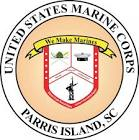 UNITED STATES MARINE CORPS
We Make Marines
PARRIS ISLAND, SC